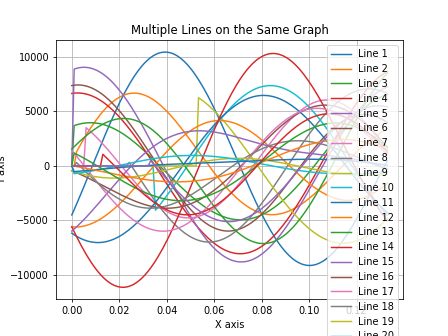 Multiple Lines on the Same Graph
10000
5000
0
−5000
−10000
0.00
0.02
0.04
0.06
0.08
0.10
X axis
Line 1
Line 2
Line 3
Line 4
Line 5
Line 6
Line 7
Line 8
Line 9
Line 10
Line 11
Line 12
Line 13
Line 14
Line 15
Line 16
Line 17
Line 18
Line 19
Line 20